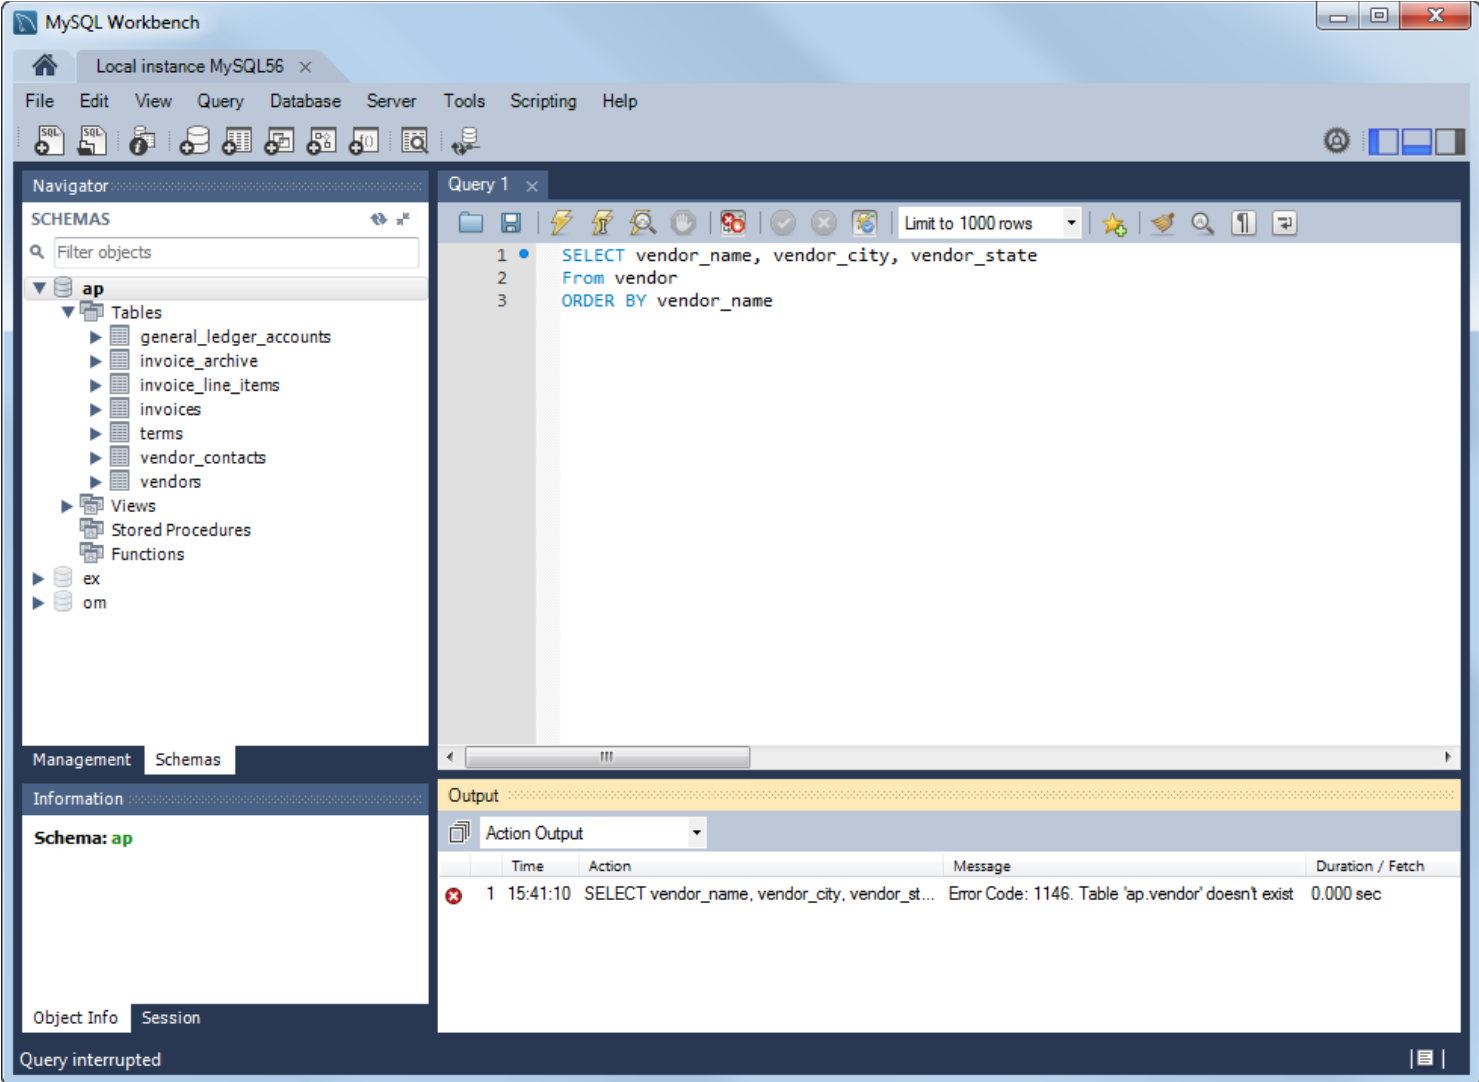 MySQL Workbench
Local instance MySQL56
File Edit View Query Database Server Tools Scripting Help
Navigator
SCHEMAS
Filter objects
ap
Tables
general_ledger_accounts
invoice_archive
invoice_line_items
invoices
terms
vendor_contacts
vendors
Views
Stored Procedures
Functions
ex
om
Management Schemas
Information
Schema: ap
Object Info Session
Query 1
Limit to 1000 rows
1 SELECT vendor_name, vendor_city, vendor_state
2 From vendor
3 ORDER BY vendor_name
Output
Action Output
Time Action Message Duration / Fetch
1 15:41:10 SELECT vendor_name, vendor_city, vendor_st... Error Code: 1146. Table 'ap.vendor' doesn't exist 0.000 sec
Query interrupted